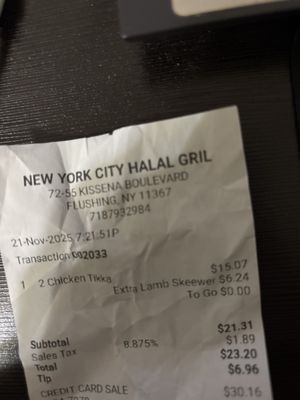 NEW YORK CITY HALAL GRIL
72-55 KISSENA BOULEVARD
FLUSHING, NY 11367
7187932984
21-Nov-2025 7:21:51P
Transaction 002033
1 2 Chicken Tikka $15.07
Extra Lamb Skeewer $6.24
To Go $0.00
Subtotal $21.31
Sales Tax 8.875% $1.89
Total $23.20
Tip $6.96
CREDIT CARD SALE $30.16